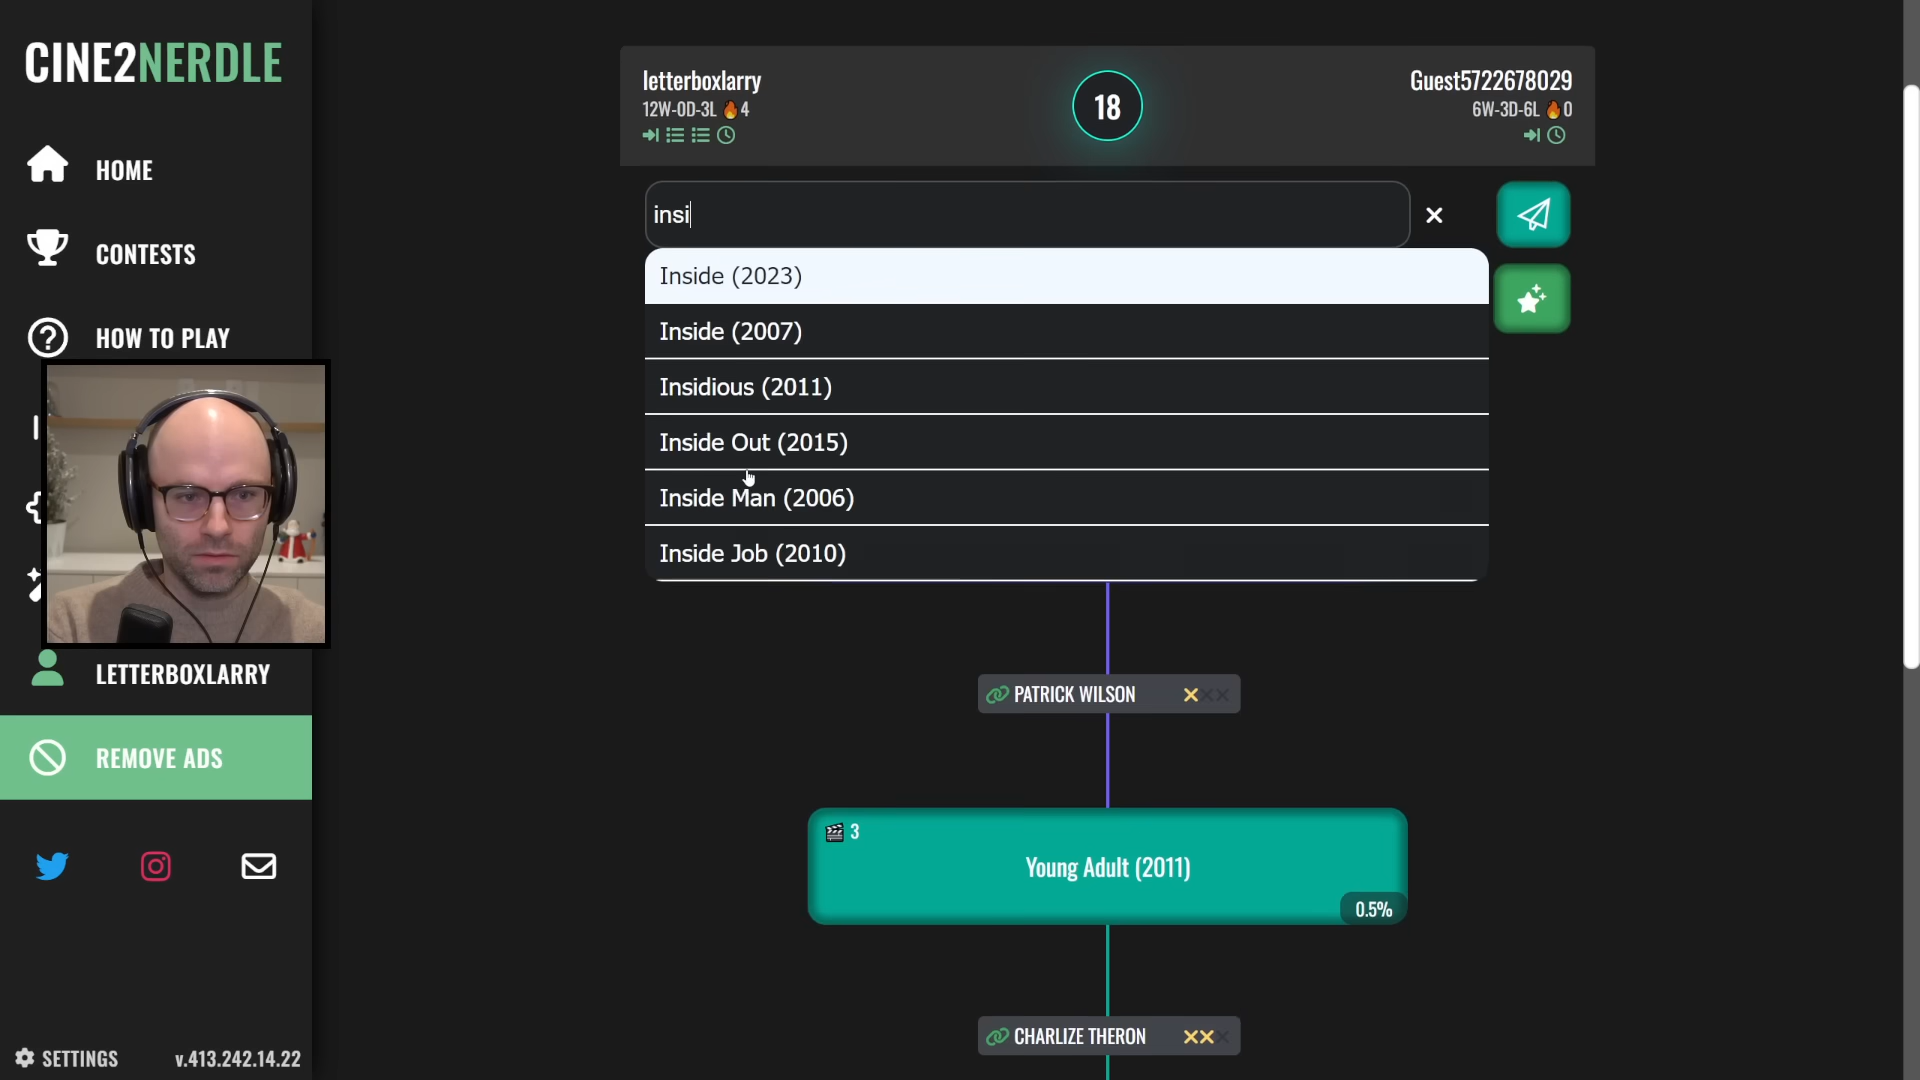 CINE2NERDLE
HOME
CONTESTS
HOW TO PLAY
LETTERBOXLARRY
REMOVE ADS
SETTINGS
v.413.242.14.22
letterboxlarry
12W-0D-3L 🔥4
18
Guest5722678029
6W-3D-6L 🔥0
insi
Inside (2023)
Inside (2007)
Insidious (2011)
Inside Out (2015)
Inside Man (2006)
Inside Job (2010)
PATRICK WILSON
3
Young Adult (2011)
0.5%
CHARLIZE THERON